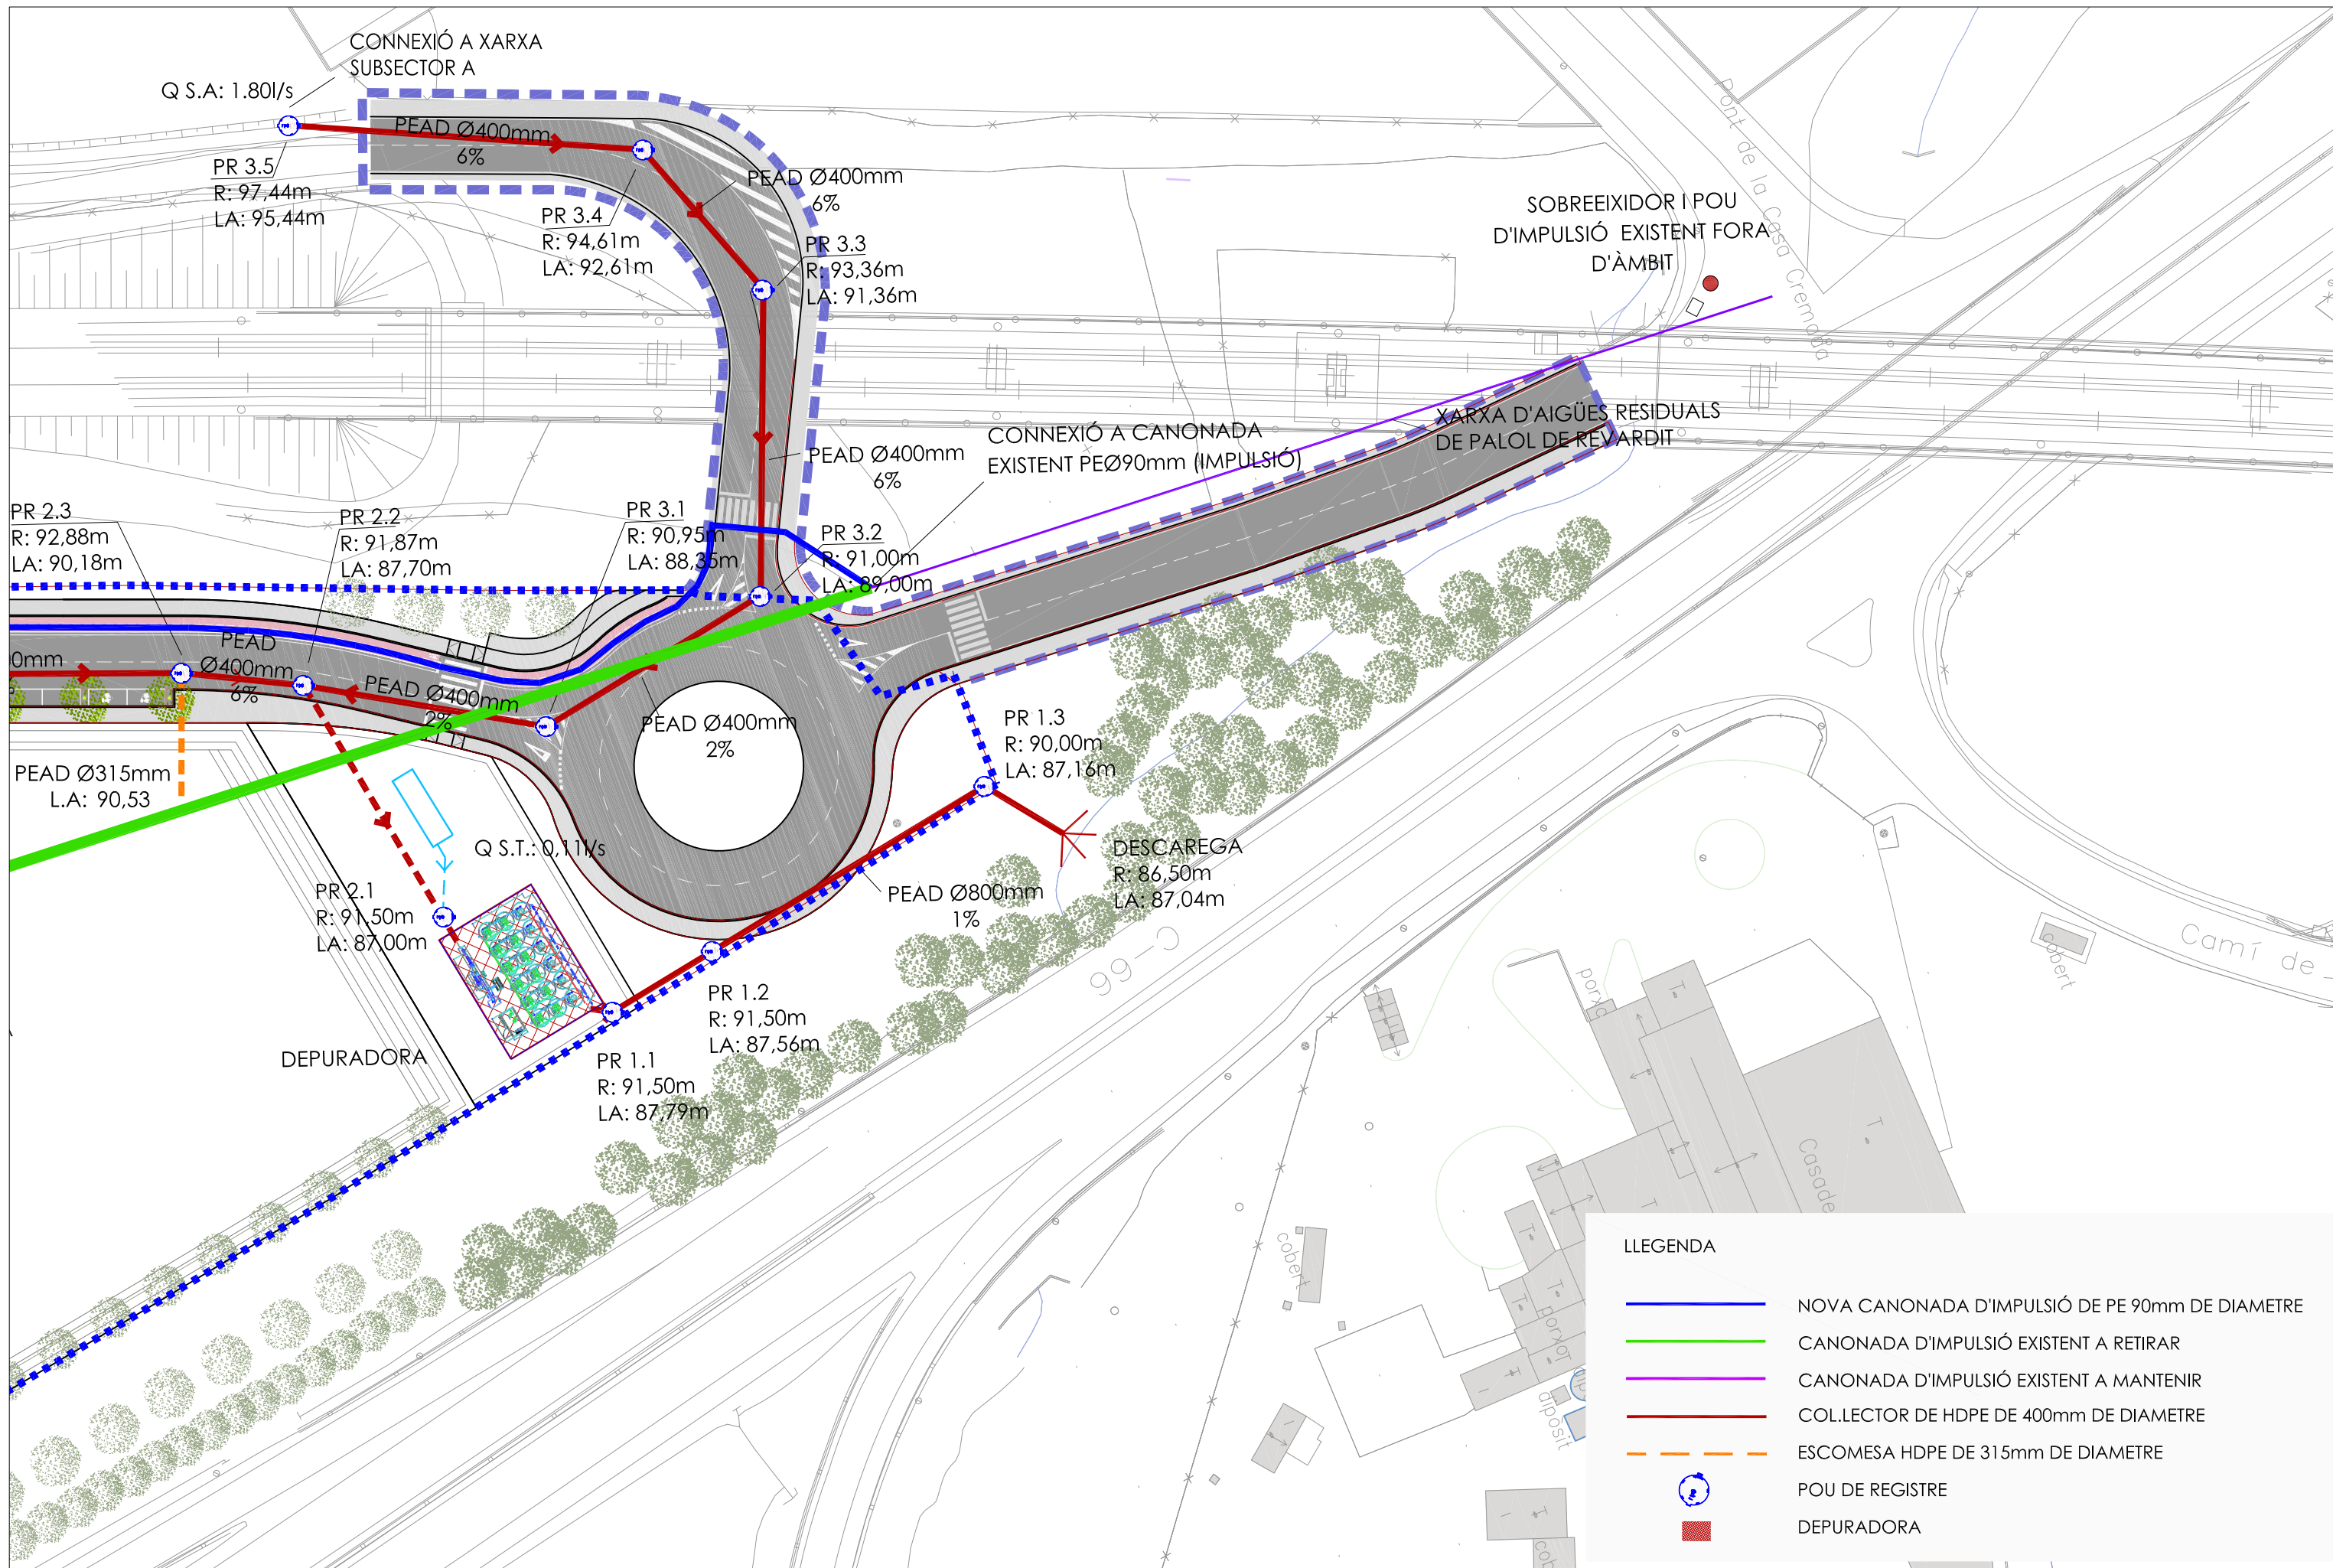 CONNEXIÓ A XARXA
SUBSECTOR A
Q S.A: 1.80l/s
PEAD Ø400mm
6%
PR 3.5
R: 97,44m
LA: 95,44m
PEAD Ø400mm
6%
PR 3.4
R: 94,61m
LA: 92,61m
PR 3.3
R: 93,36m
LA: 91,36m
Pont de la Casa Cremada
SOBREEIXIDOR I POU
D'IMPULSIÓ EXISTENT FORA
D'ÀMBIT
XARXA D'AIGÜES RESIDUALS
DE PALOL DE REVARDIT
CONNEXIÓ A CANONADA
EXISTENT PEØ90mm (IMPULSIÓ)
PEAD Ø400mm
6%
PR 2.3
R: 92,88m
LA: 90,18m
PR 2.2
R: 91,87m
LA: 87,70m
PR 3.1
R: 90,95m
LA: 88,35m
PR 3.2
R: 91,00m
LA: 89,00m
00mm
PEAD
Ø400mm
6%
PEAD Ø400mm
2%
PEAD Ø400mm
2%
PEAD Ø315mm
L.A: 90,53
PR 1.3
R: 90,00m
LA: 87,16m
Q S.T.: 0,11l/s
DESCAREGA
R: 86,50m
LA: 87,04m
PEAD Ø800mm
1%
PR 2.1
R: 91,50m
LA: 87,00m
C-66
PR 1.2
R: 91,50m
LA: 87,56m
DEPURADORA
PR 1.1
R: 91,50m
LA: 87,79m
Camí de
cobert
porxo
Casade
cobert
porxo
dipòsit
cob
LLEGENDA
NOVA CANONADA D'IMPULSIÓ DE PE 90mm DE DIAMETRE
CANONADA D'IMPULSIÓ EXISTENT A RETIRAR
CANONADA D'IMPULSIÓ EXISTENT A MANTENIR
COL.LECTOR DE HDPE DE 400mm DE DIAMETRE
ESCOMESA HDPE DE 315mm DE DIAMETRE
POU DE REGISTRE
DEPURADORA